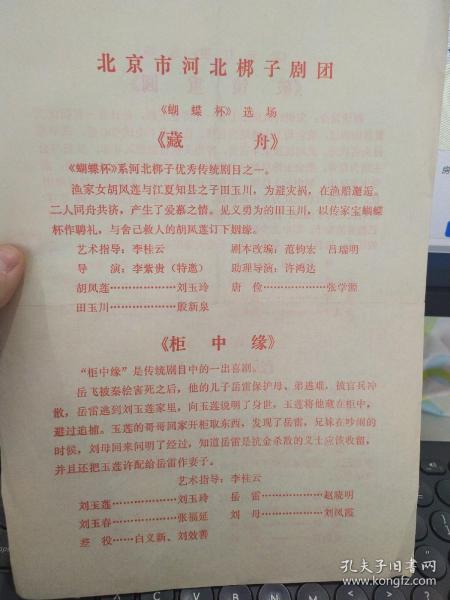 北京市河北梆子剧团
《蝴蝶杯》选场
《藏 舟》
《蝴蝶杯》系河北梆子优秀传统剧目之一。
渔家女胡凤莲与江夏知县之子田玉川，为避灾祸，在渔船邂逅。
二人同舟共济，产生了爱慕之情。见义勇为的田玉川，以传家宝蝴蝶
杯作聘礼，与舍己救人的胡凤莲订下姻缘。
艺术指导：李桂云 剧本改编：范钧宏 吕瑞明
导 演：李紫贵（特邀） 助理导演：许鸿达
胡凤莲………………刘玉玲 唐 俭………………张学源
田玉川………………殷新泉
《柜中缘》
“柜中缘”是传统剧目中的一出喜剧。
岳飞被秦桧害死之后，他的儿子岳雷保护母、弟逃难，被官兵冲
散，岳雷逃到刘玉莲家里，向玉莲说明了身世，玉莲将他藏在柜中，
避过追捕。玉莲的哥哥回家开柜取东西，发现了岳雷，兄妹在吵闹的
时候，刘母回来问明了经过，知道岳雷是抗金杀敌的义士应该收留，
并且还把玉莲许配给岳雷作妻子。
艺术指导：李桂云
刘玉莲………………刘玉玲 岳 雷………………赵晓明
刘玉春………………张福延 刘 母………………刘凤霞
差 役……白义新、刘效善
孔夫子旧书网
www.kongfz.com